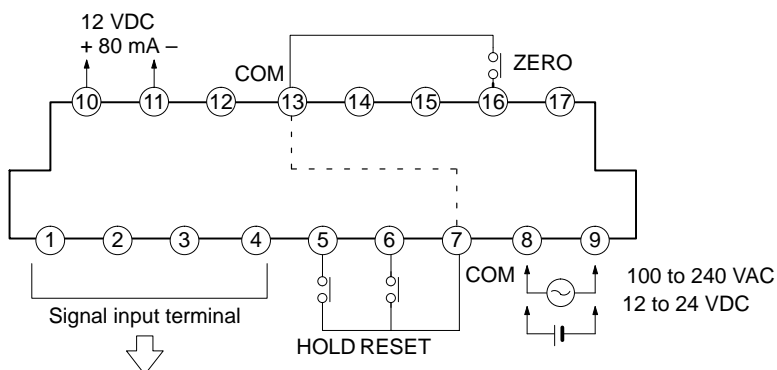 12 VDC
+ 80 mA –
COM
ZERO
10 11 12 13 14 15 16 17
1 2 3 4 5 6 7 8 9
COM
100 to 240 VAC
12 to 24 VDC
Signal input terminal
HOLD RESET